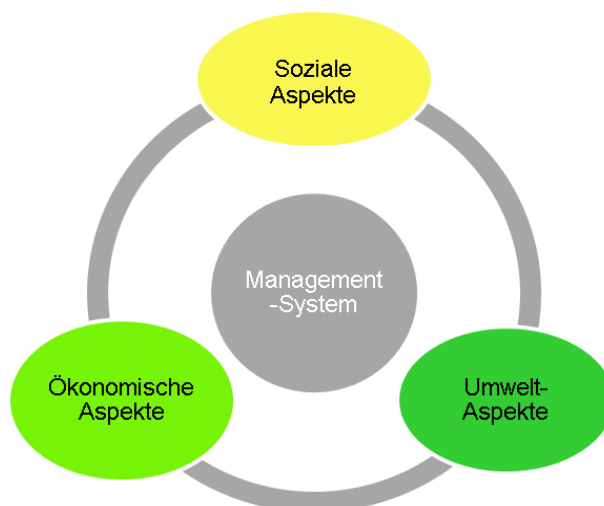 Soziale
Aspekte
Management
-System
Ökonomische
Aspekte
Umwelt-
Aspekte